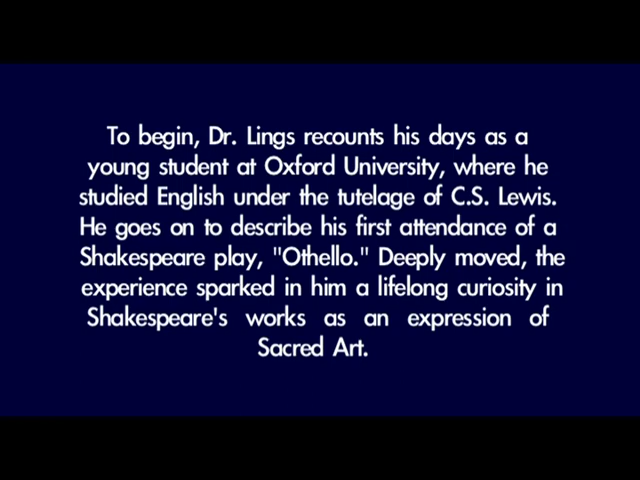 To begin, Dr. Lings recounts his days as a
young student at Oxford University, where he
studied English under the tutelage of C.S. Lewis.
He goes on to describe his first attendance of a
Shakespeare play, "Othello." Deeply moved, the
experience sparked in him a lifelong curiosity in
Shakespeare's works as an expression of
Sacred Art.